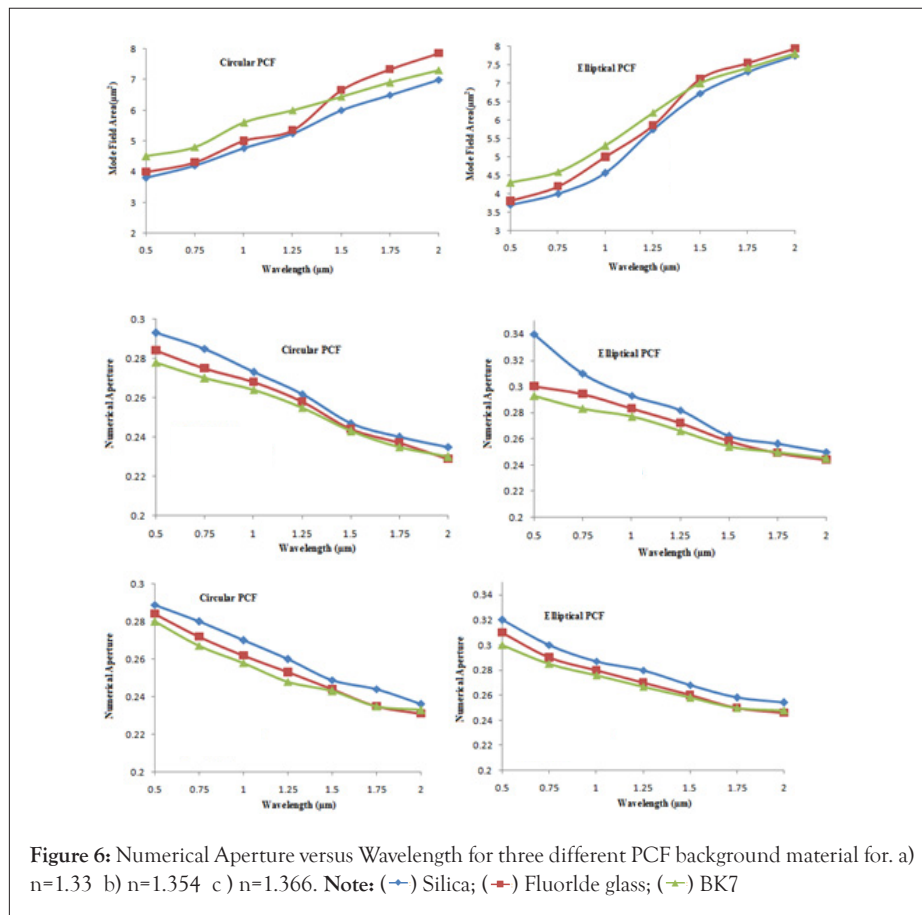 Circular PCF
Mode Field Area(μm²)
8
7
6
5
4
3
2
0.5 0.75 1 1.25 1.5 1.75 2
Wavelength (μm)
Elliptical PCF
Mode Field Area(μm²)
8
7.5
7
6.5
6
5.5
5
4.5
4
3.5
3
0.5 0.75 1 1.25 1.5 1.75 2
Wavelength (μm)
Circular PCF
Numerical Aperture
0.3
0.28
0.26
0.24
0.22
0.2
0.5 0.75 1 1.25 1.5 1.75 2
Wavelength (μm)
Elliptical PCF
Numerical Aperture
0.34
0.32
0.3
0.28
0.26
0.24
0.22
0.2
0.5 0.75 1 1.25 1.5 1.75 2
Wavelength (μm)
Circular PCF
Numerical Aperture
0.3
0.28
0.26
0.24
0.22
0.2
0.5 0.75 1 1.25 1.5 1.75 2
Wavelength (μm)
Elliptical PCF
Numerical Aperture
0.34
0.32
0.3
0.28
0.26
0.24
0.22
0.2
0.5 0.75 1 1.25 1.5 1.75 2
Wavelength (μm)
Figure 6: Numerical Aperture versus Wavelength for three different PCF background material for. a)
n=1.33 b) n=1.354 c ) n=1.366. Note: ( ) Silica; ( ) Fluorlde glass; ( ) BK7